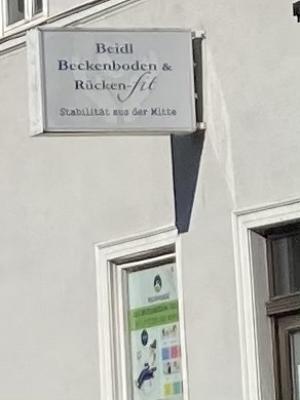 Beidl
Beckenboden &
Rücken-fit
Stabilität aus der Mitte